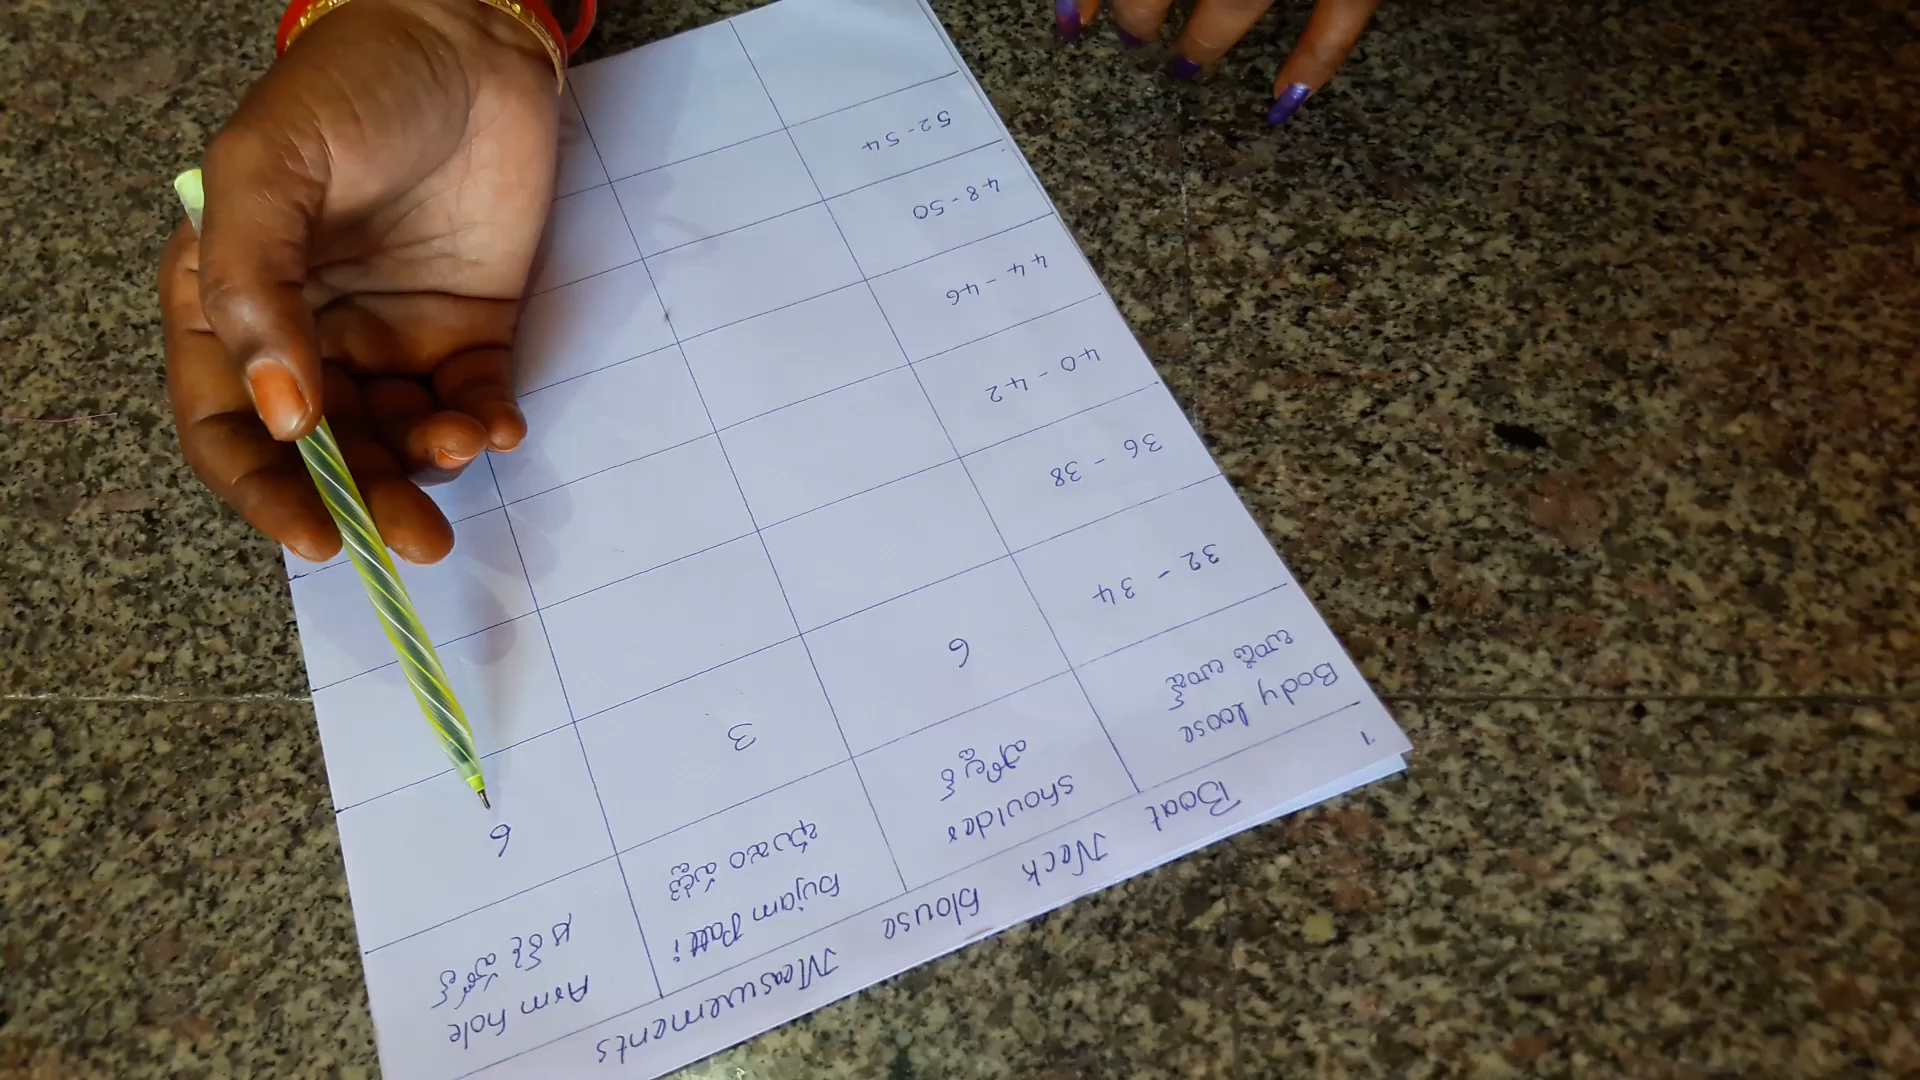 1. Boat Neck blouse Measurements
Body loose
బాడీ లూజ్
shoulder
షోల్డర్
bujam Patti
భుజం పట్టి
Arm hole
32 - 34
6
3
6
36 - 38
40 - 42
44 - 46
48 - 50
52 - 54